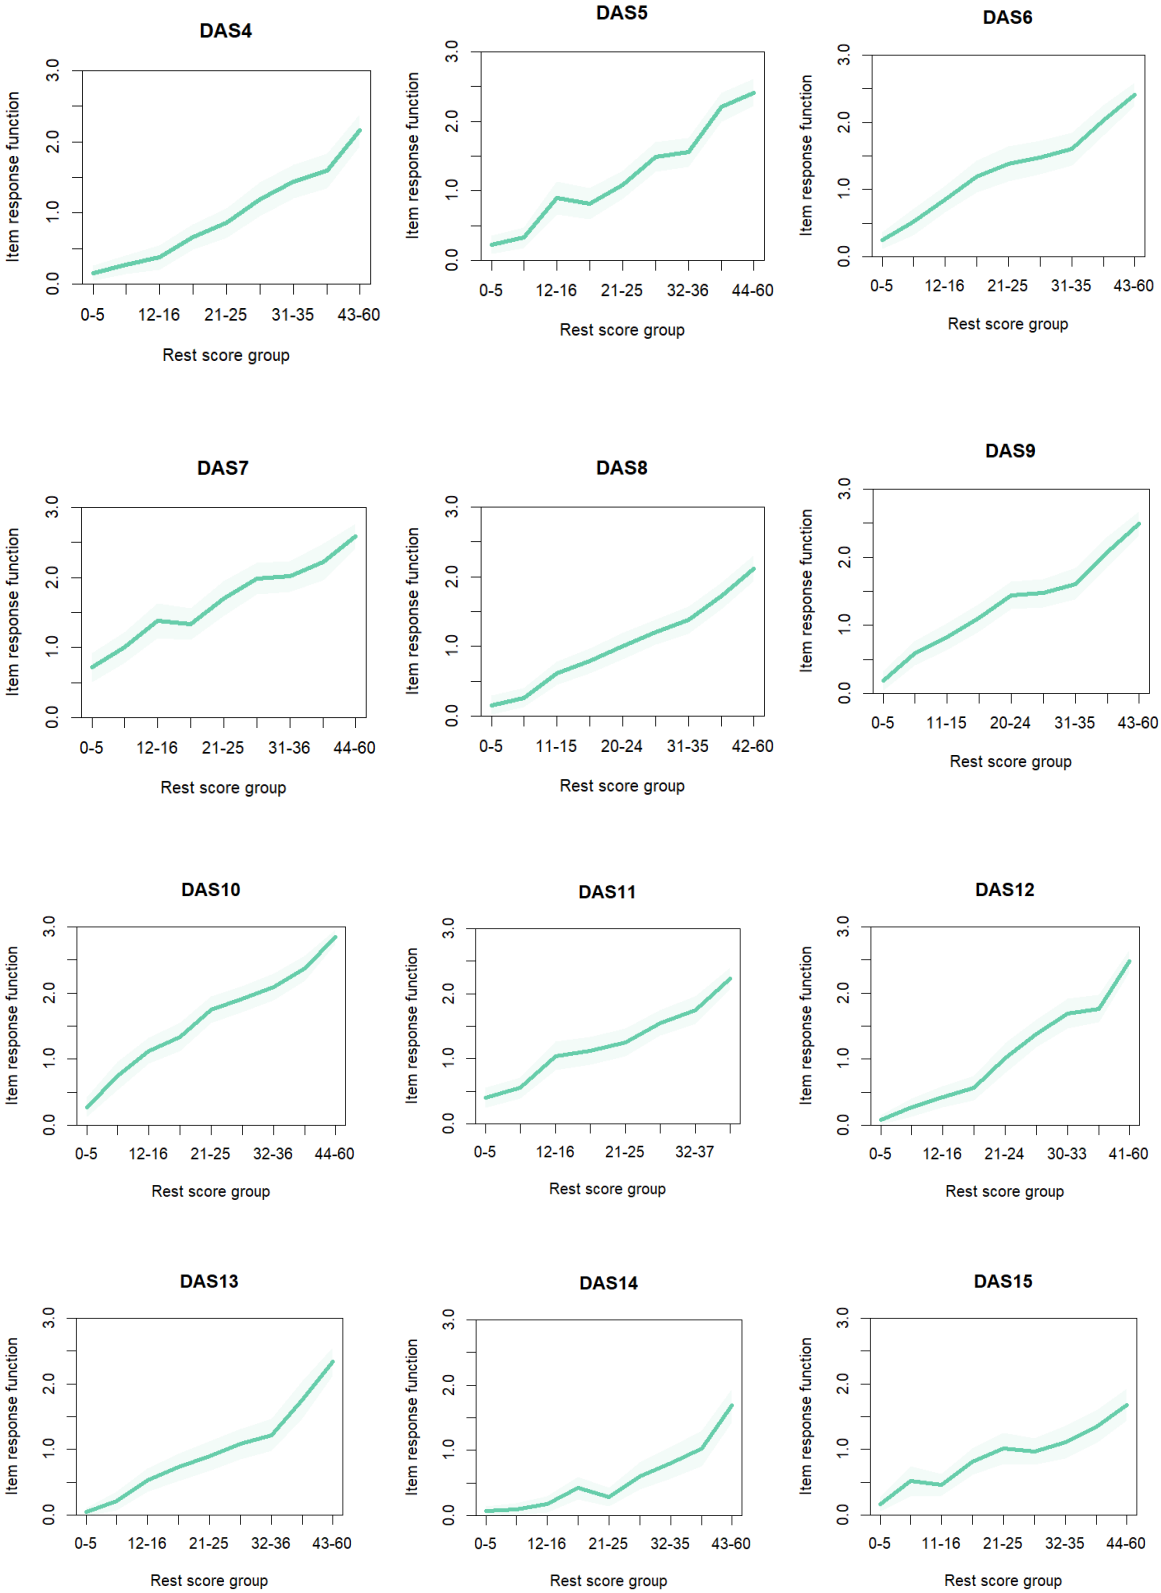 DAS4
DAS5
DAS6
Item response function
0.0 1.0 2.0 3.0
0-5 12-16 21-25 31-35 43-60
Rest score group
Item response function
0.0 1.0 2.0 3.0
0-5 12-16 21-25 32-36 44-60
Rest score group
Item response function
0.0 1.0 2.0 3.0
0-5 12-16 21-25 31-35 43-60
Rest score group
DAS7
DAS8
DAS9
Item response function
0.0 1.0 2.0 3.0
0-5 12-16 21-25 31-36 44-60
Rest score group
Item response function
0.0 1.0 2.0 3.0
0-5 11-15 20-24 31-35 42-60
Rest score group
Item response function
0.0 1.0 2.0 3.0
0-5 11-15 20-24 31-35 43-60
Rest score group
DAS10
DAS11
DAS12
Item response function
0.0 1.0 2.0 3.0
0-5 12-16 21-25 32-36 44-60
Rest score group
Item response function
0.0 1.0 2.0 3.0
0-5 12-16 21-25 32-37
Rest score group
Item response function
0.0 1.0 2.0 3.0
0-5 12-16 21-24 30-33 41-60
Rest score group
DAS13
DAS14
DAS15
Item response function
0.0 1.0 2.0 3.0
0-5 12-16 21-25 32-36 43-60
Rest score group
Item response function
0.0 1.0 2.0 3.0
0-5 12-16 21-25 32-35 43-60
Rest score group
Item response function
0.0 1.0 2.0 3.0
0-5 11-16 21-25 32-35 44-60
Rest score group